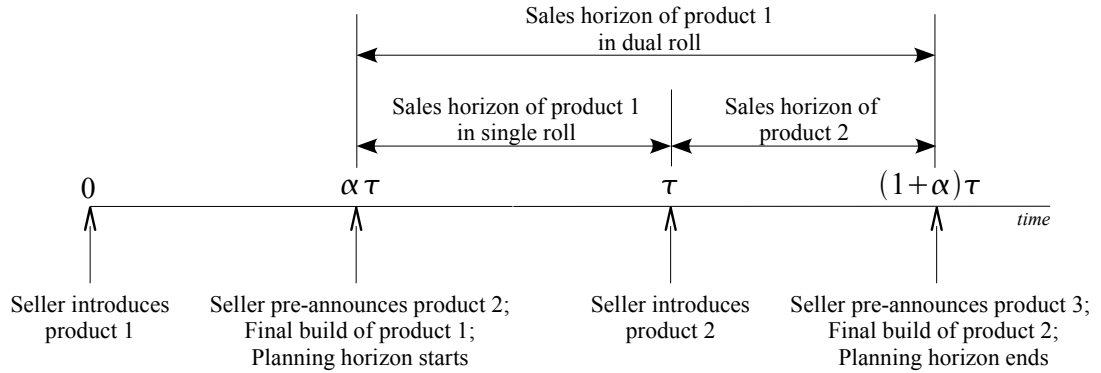 Sales horizon of product 1
in dual roll
Sales horizon of product 1
in single roll
Sales horizon of
product 2
0
α τ
τ
(1+α)τ
time
Seller introduces
product 1
Seller pre-announces product 2;
Final build of product 1;
Planning horizon starts
Seller introduces
product 2
Seller pre-announces product 3;
Final build of product 2;
Planning horizon ends